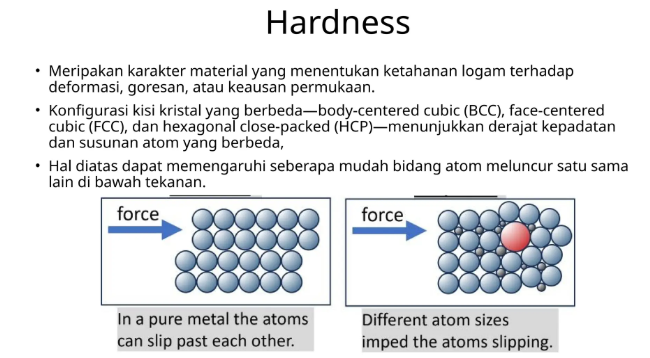 Hardness
• Meripakan karakter material yang menentukan ketahanan logam terhadap
deformasi, goresan, atau keausan permukaan.
• Konfigurasi kisi kristal yang berbeda—body-centered cubic (BCC), face-centered
cubic (FCC), dan hexagonal close-packed (HCP)—menunjukkan derajat kepadatan
dan susunan atom yang berbeda,
• Hal diatas dapat memengaruhi seberapa mudah bidang atom meluncur satu sama
lain di bawah tekanan.
force
In a pure metal the atoms
can slip past each other.
force
Different atom sizes
imped the atoms slipping.